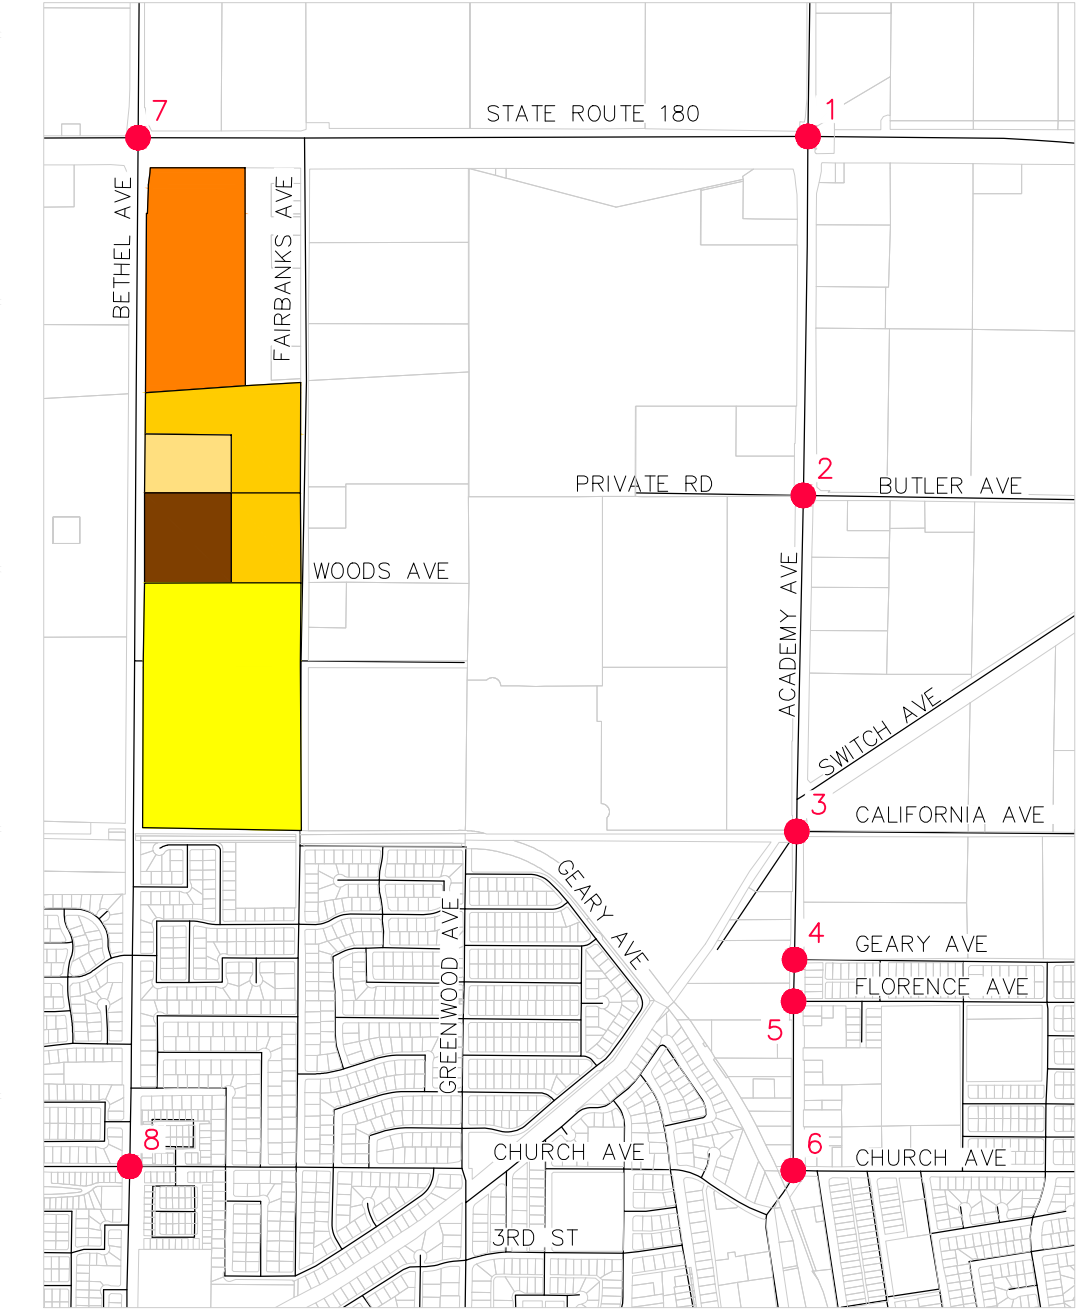 7
1
STATE ROUTE 180
BETHEL AVE
FAIRBANKS AVE
2
PRIVATE RD
BUTLER AVE
WOODS AVE
ACADEMY AVE
SWITCH AVE
3
CALIFORNIA AVE
GEARY AVE
GREENWOOD AVE
4
GEARY AVE
FLORENCE AVE
5
8
6
CHURCH AVE
CHURCH AVE
3RD ST